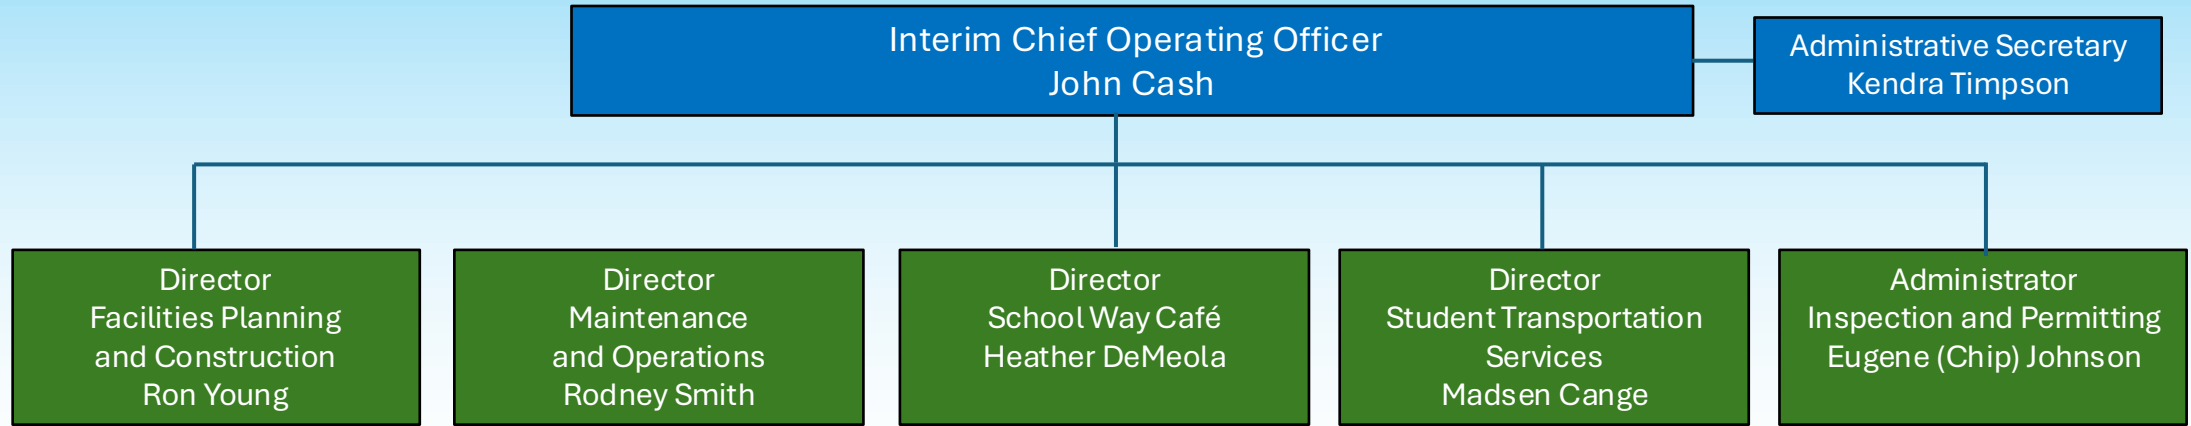 Interim Chief Operating Officer
John Cash
Administrative Secretary
Kendra Timpson
Director
Facilities Planning
and Construction
Ron Young
Director
Maintenance
and Operations
Rodney Smith
Director
School Way Café
Heather DeMeola
Director
Student Transportation
Services
Madsen Cange
Administrator
Inspection and Permitting
Eugene (Chip) Johnson